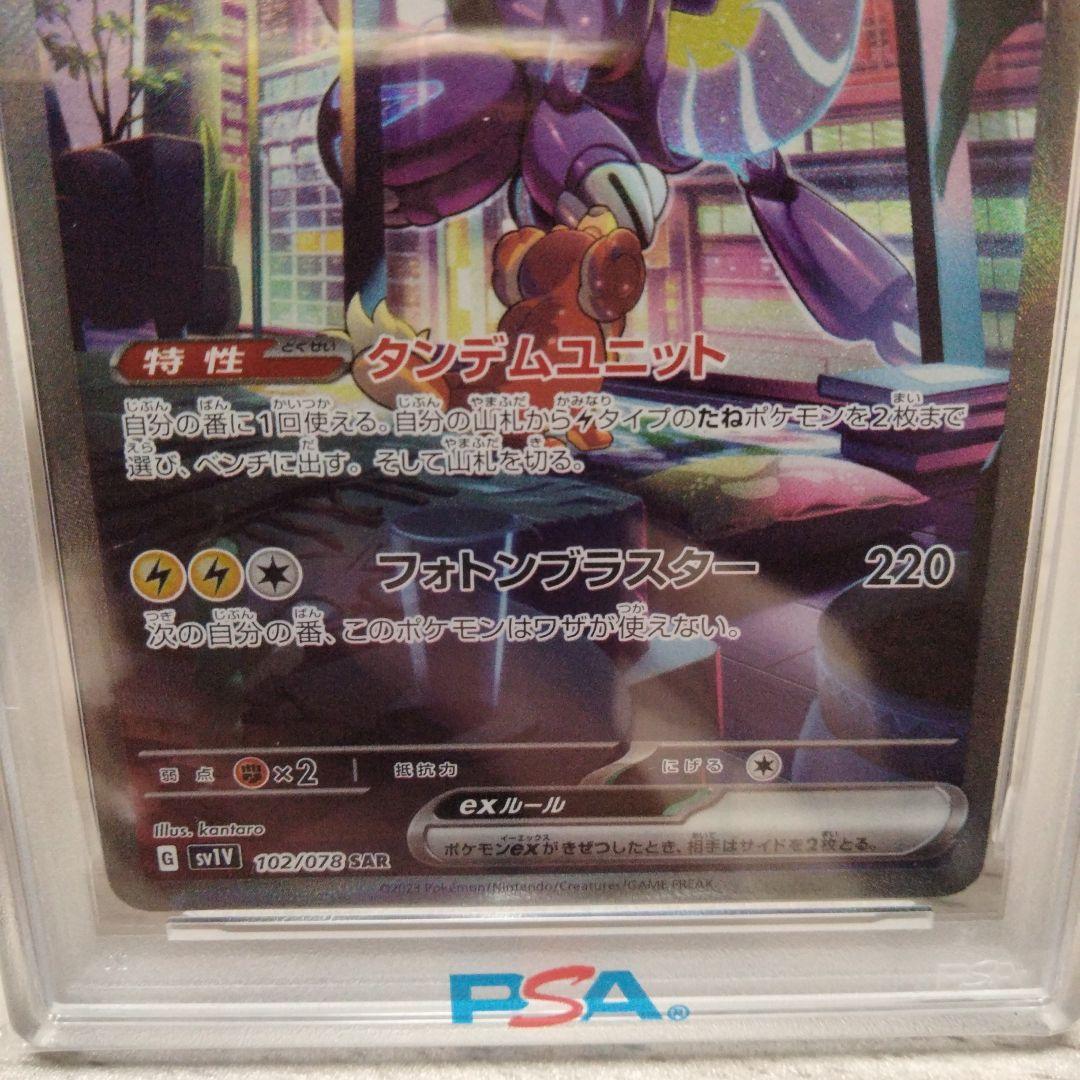 特性 とくせい タンデムユニット
自分の番に1回使える。自分の山札からタイプのたねポケモンを2枚まで
選び、ベンチに出す。そして山札を切る。
フォトンブラスター 220
次の自分の番、このポケモンはワザが使えない。
弱点 ×2 抵抗力 にげる
exルール
ポケモンexがきぜつしたとき、相手はサイドを2枚とる。
Illus. kantaro
G sv1V 102/078 SAR
©2023 Pokémon/Nintendo/Creatures/GAME FREAK
PSA®